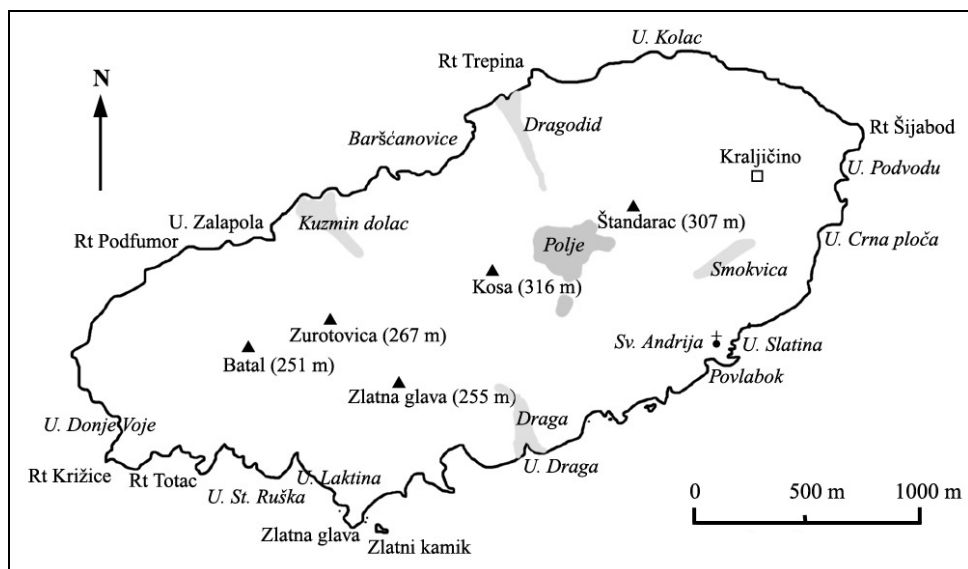 U. Kolac
Rt Trepina
N
Dragodid
Baršćanovice
Rt Šijabod
Kraljičino
U. Podvodu
Štandarac (307 m)
U. Zalapola
Kuzmin dolac
Rt Podfumor
Polje
U. Crna ploča
Smokvica
Kosa (316 m)
Zurotovica (267 m)
Sv. Andrija
U. Slatina
Batal (251 m)
Povlabok
Zlatna glava (255 m)
Draga
U. Donje Voje
U. Draga
Rt Križice
Rt Totac
U. Laktina
U. St. Ruška
0 500 m 1000 m
Zlatna glava
Zlatni kamik